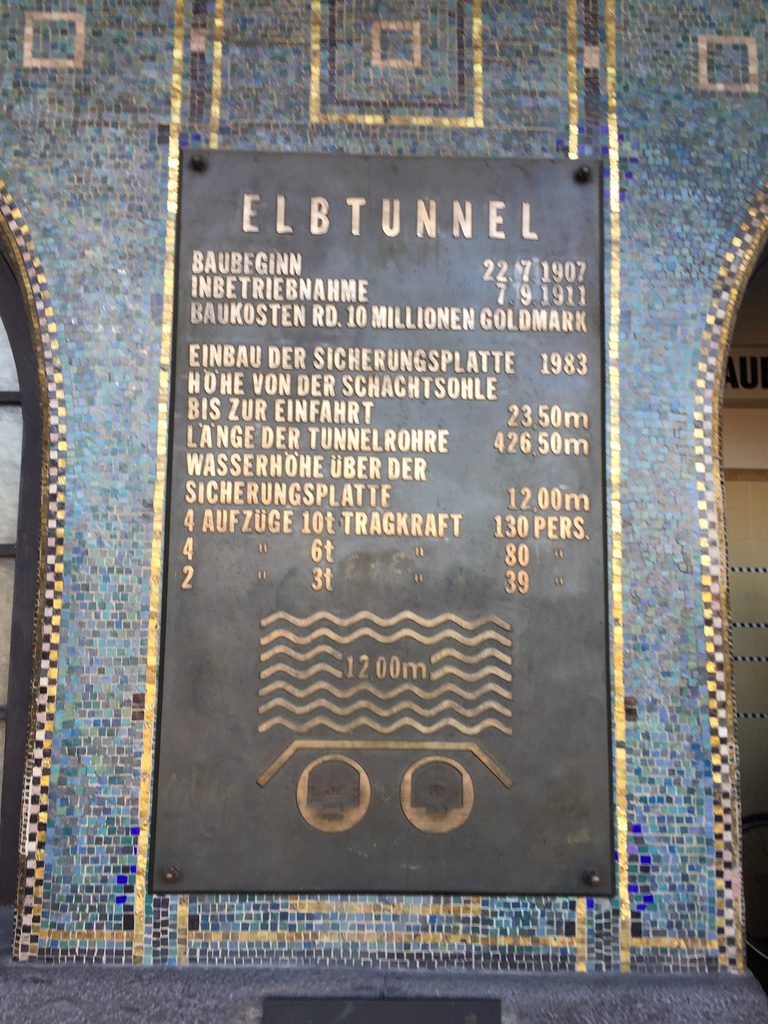 ELBTUNNEL
BAUBEGINN 22.7.1907
INBETRIEBNAHME 7.9.1911
BAUKOSTEN RD. 10 MILLIONEN GOLDMARK
EINBAU DER SICHERUNGSPLATTE 1983
HÖHE VON DER SCHACHTSOHLE
BIS ZUR EINFAHRT 23,50m
LÄNGE DER TUNNELROHRE 426,50m
WASSERHÖHE ÜBER DER
SICHERUNGSPLATTE 12,00m
4 AUFZÜGE 10t TRAGKRAFT 130 PERS.
4 " 6t " 80 "
2 " 3t " 39 "
12,00m